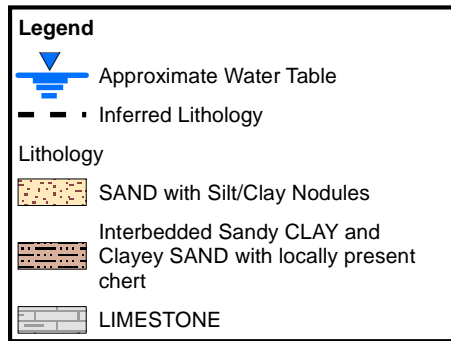 Legend
Approximate Water Table
Inferred Lithology
Lithology
SAND with Silt/Clay Nodules
Interbedded Sandy CLAY and
Clayey SAND with locally present
chert
LIMESTONE